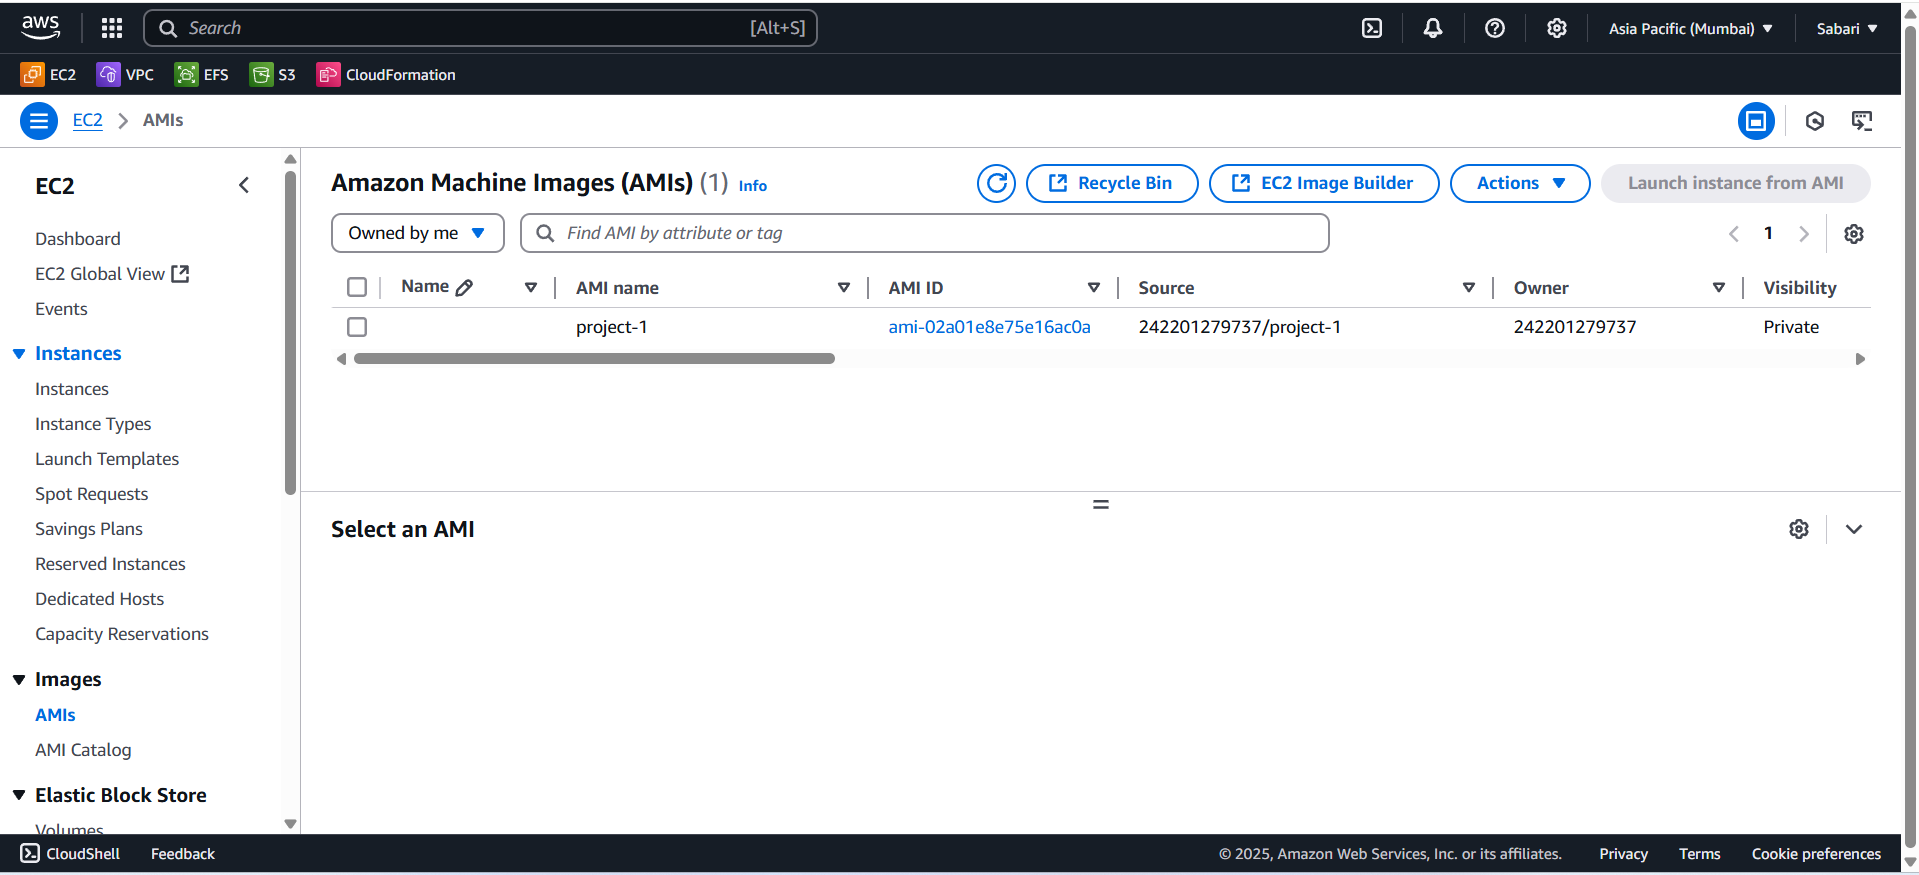 aws
Search [Alt+S]
Asia Pacific (Mumbai)
Sabari
EC2 VPC EFS S3 CloudFormation
EC2 > AMIs
EC2
Dashboard
EC2 Global View
Events
Instances
Instances
Instance Types
Launch Templates
Spot Requests
Savings Plans
Reserved Instances
Dedicated Hosts
Capacity Reservations
Images
AMIs
AMI Catalog
Elastic Block Store
Volumes
Amazon Machine Images (AMIs) (1) Info
Recycle Bin
EC2 Image Builder
Actions
Launch instance from AMI
Owned by me
Find AMI by attribute or tag
1
Name AMI name AMI ID Source Owner Visibility
project-1 ami-02a01e8e75e16ac0a 242201279737/project-1 242201279737 Private
Select an AMI
CloudShell Feedback © 2025, Amazon Web Services, Inc. or its affiliates. Privacy Terms Cookie preferences